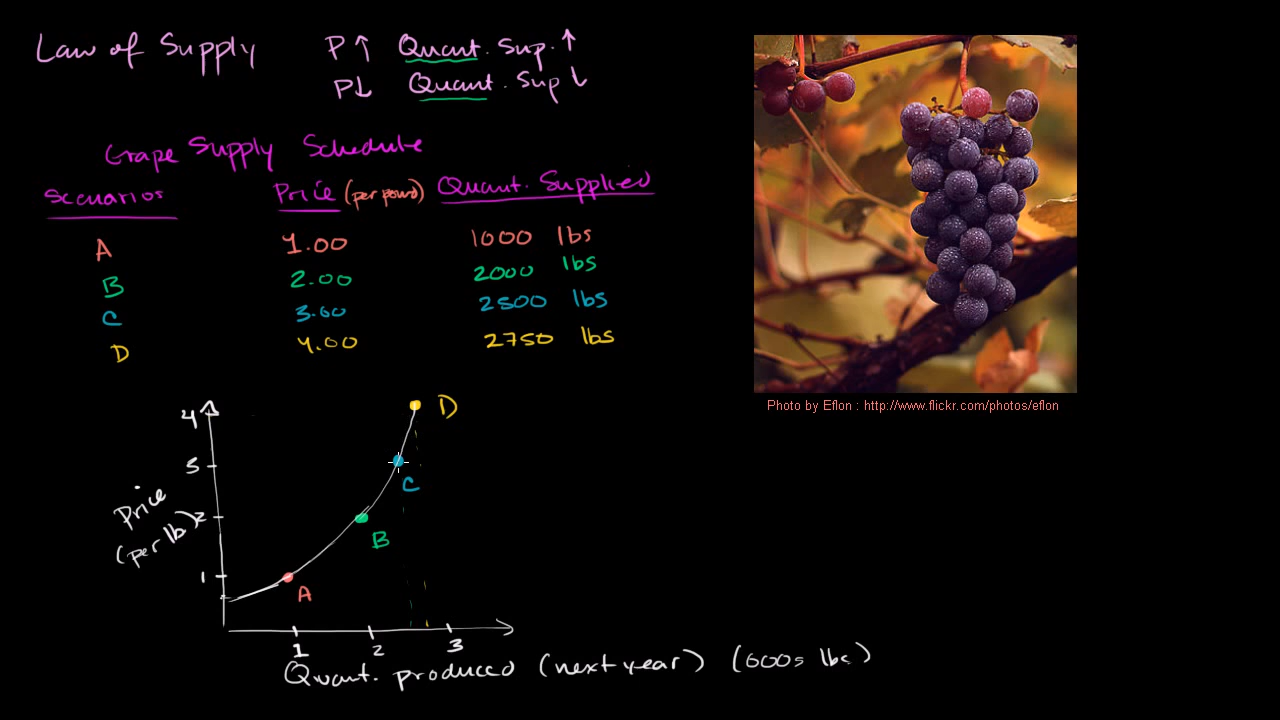 Law of Supply P↑ Quant. Sup. ↑
P↓ Quant. Sup ↓
Grape Supply Schedule
Scenarios Price (per pound) Quant. Supplied
A 1.00 1000 lbs
B 2.00 2000 lbs
C 3.00 2500 lbs
D 4.00 2750 lbs
Photo by Eflon : http://www.flickr.com/photos/eflon
4 D
3
C
Price
(per lb)
2
B
1
A
1 2 3
Quant. produced (next year) (000s lbs)